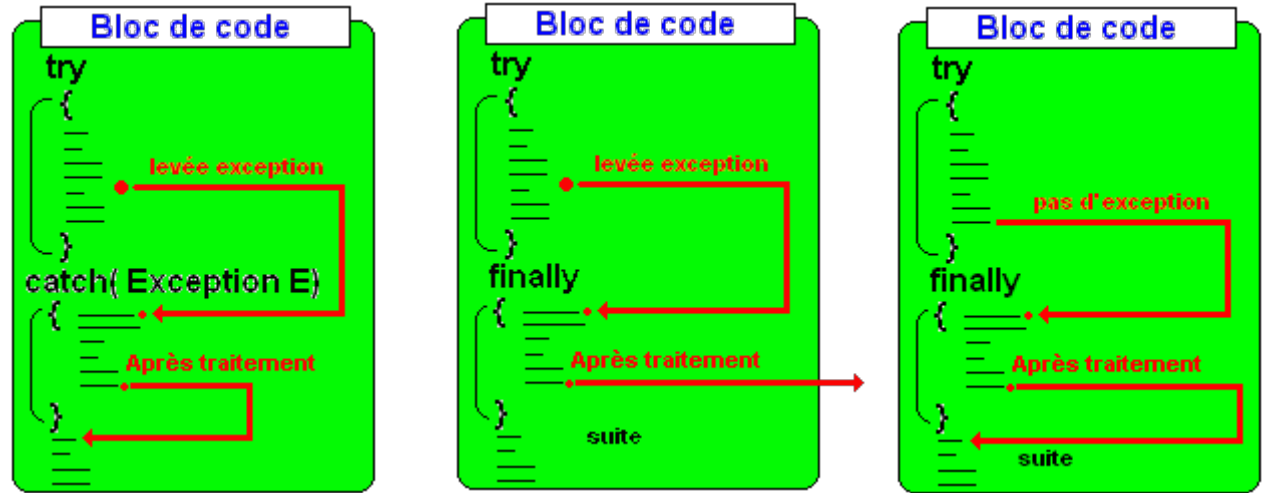 Bloc de code
try
{
levée exception
}
catch( Exception E)
{
Après traitement
}
Bloc de code
try
{
levée exception
}
finally
{
Après traitement
}
suite
Bloc de code
try
{
pas d'exception
}
finally
{
Après traitement
}
suite